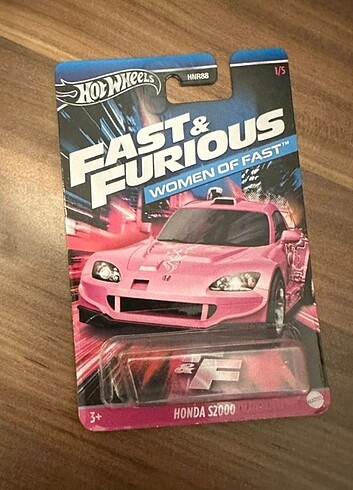 HOT WHEELS
HNR88
1/5
FAST &
FURIOUS
WOMEN OF FAST™
& F
3+
HONDA S2000